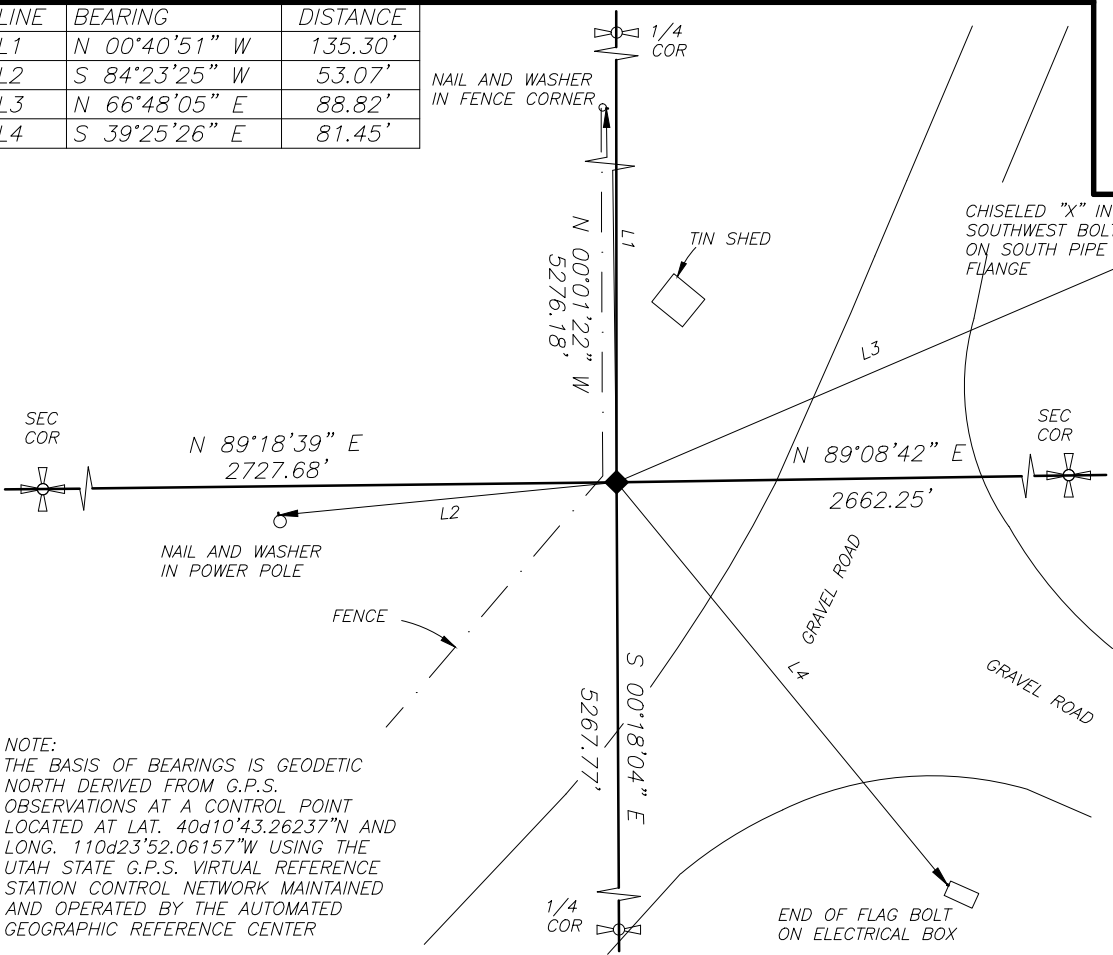 LINE BEARING DISTANCE
L1 N 00°40'51" W 135.30'
L2 S 84°23'25" W 53.07'
L3 N 66°48'05" E 88.82'
L4 S 39°25'26" E 81.45'
1/4
COR
NAIL AND WASHER
IN FENCE CORNER
CHISELED "X" IN
SOUTHWEST BOLT
ON SOUTH PIPE
FLANGE
TIN SHED
L1
N 00°01'22" W
5276.18'
L3
SEC
COR
N 89°18'39" E
2727.68'
N 89°08'42" E
2662.25'
SEC
COR
L2
NAIL AND WASHER
IN POWER POLE
FENCE
GRAVEL ROAD
L4
GRAVEL ROAD
S 00°18'04" E
5267.77'
NOTE:
THE BASIS OF BEARINGS IS GEODETIC
NORTH DERIVED FROM G.P.S.
OBSERVATIONS AT A CONTROL POINT
LOCATED AT LAT. 40d10'43.26237"N AND
LONG. 110d23'52.06157"W USING THE
UTAH STATE G.P.S. VIRTUAL REFERENCE
STATION CONTROL NETWORK MAINTAINED
AND OPERATED BY THE AUTOMATED
GEOGRAPHIC REFERENCE CENTER
1/4
COR
END OF FLAG BOLT
ON ELECTRICAL BOX